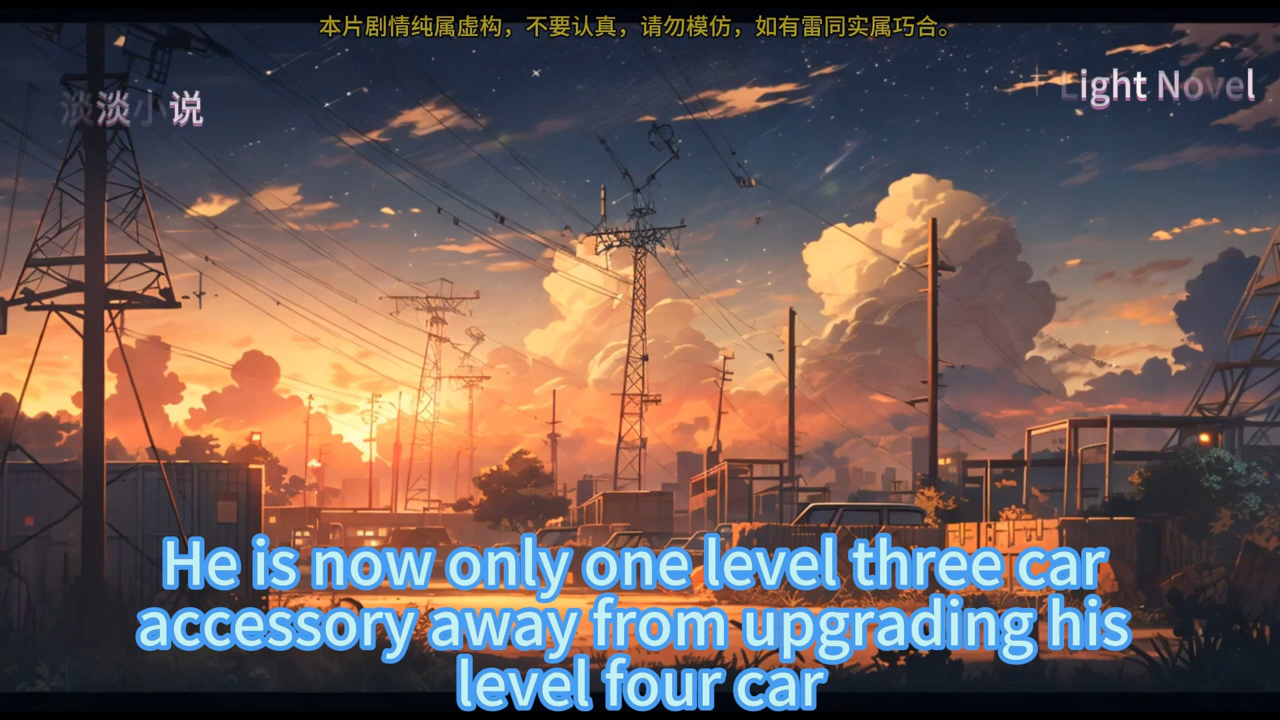 本片剧情纯属虚构，不要认真，请勿模仿，如有雷同实属巧合。
淡淡小说
Light Novel
He is now only one level three car
accessory away from upgrading his
level four car